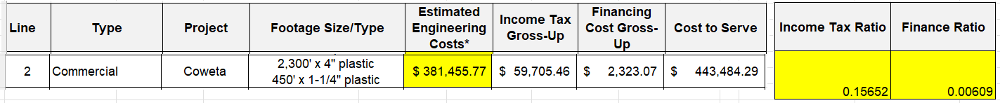 Line Type Project Footage Size/Type Estimated Engineering Costs* Income Tax Gross-Up Financing Cost Gross-Up Cost to Serve Income Tax Ratio Finance Ratio
2 Commercial Coweta 2,300' x 4" plastic 450' x 1-1/4" plastic $ 381,455.77 $ 59,705.46 $ 2,323.07 $ 443,484.29 0.15652 0.00609